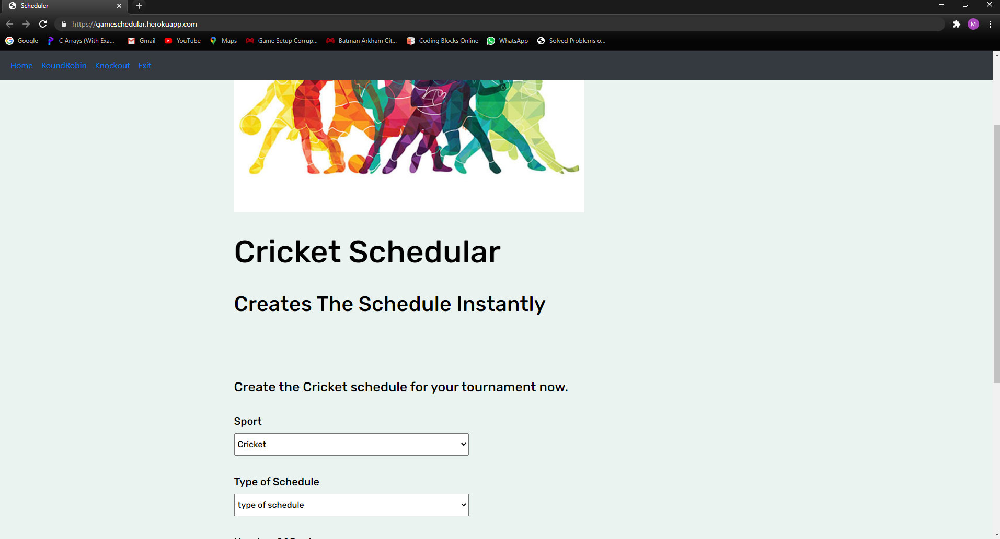 Scheduler
https://gameschedular.herokuapp.com
M
Google C Arrays (With Exa... Gmail YouTube Maps Game Setup Corrup... Batman Arkham Cit... Coding Blocks Online WhatsApp Solved Problems o...
Home RoundRobin Knockout Exit
Cricket Schedular
Creates The Schedule Instantly
Create the Cricket schedule for your tournament now.
Sport
Cricket
Type of Schedule
type of schedule